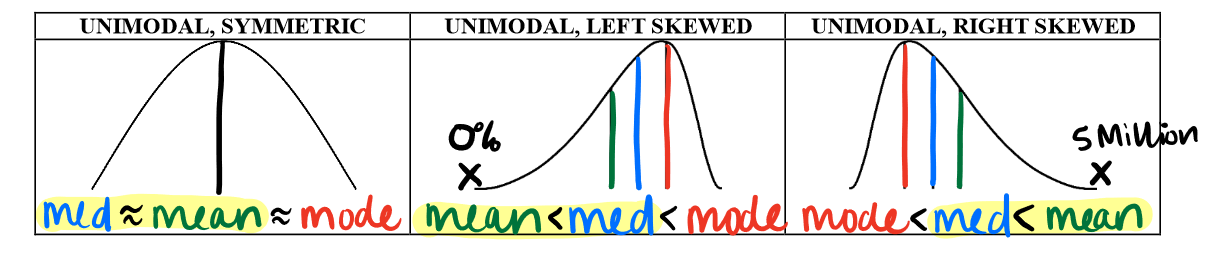 UNIMODAL, SYMMETRIC
UNIMODAL, LEFT SKEWED
UNIMODAL, RIGHT SKEWED
0%
X
5 Million
X
med ≈ mean ≈ mode
mean < med < mode
mode < med < mean